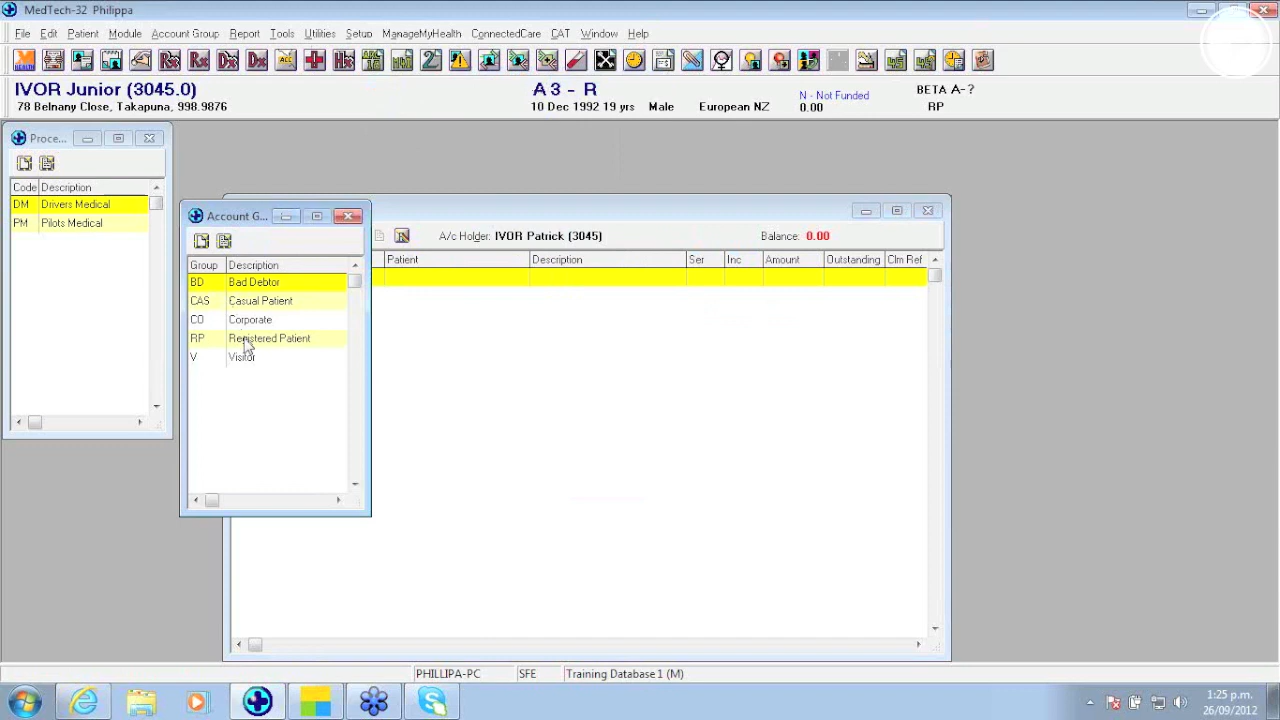 MedTech-32 Philippa
File Edit Patient Module Account Group Report Tools Utilities Setup ManageMyHealth ConnectedCare CAT Window Help
IVOR Junior (3045.0)
78 Belnany Close, Takapuna, 998.9876
A 3 - R
10 Dec 1992 19 yrs Male European NZ
N - Not Funded
0.00
BETA A-?
RP
Proce...
Code Description
DM Drivers Medical
PM Pilots Medical
Account G...
Group Description
BD Bad Debtor
CAS Casual Patient
CO Corporate
RP Registered Patient
V Visitor
A/c Holder: IVOR Patrick (3045) Balance: 0.00
Patient Description Ser Inc Amount Outstanding Clm Ref
PHILLIPA-PC SFE Training Database1 (M)
1:25 p.m.
26/09/2012